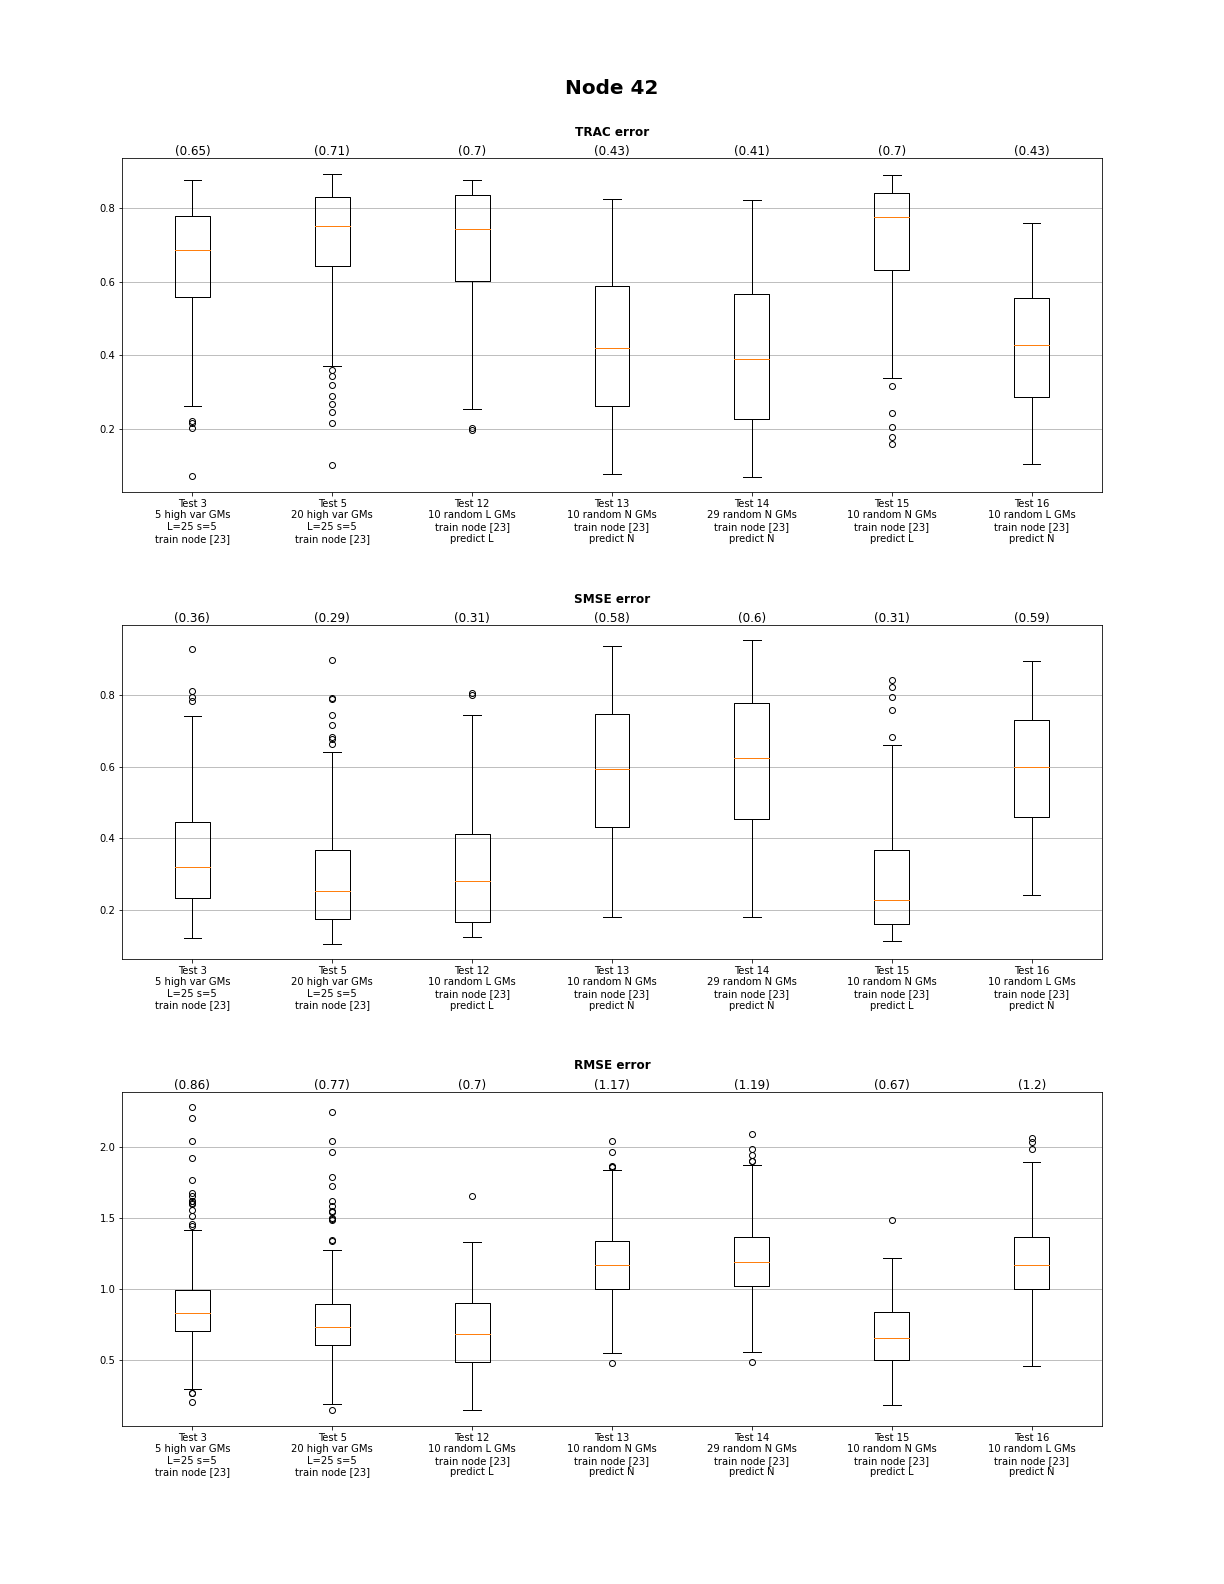 Node 42
TRAC error
(0.65) (0.71) (0.7) (0.43) (0.41) (0.7) (0.43)
0.8
0.6
0.4
0.2
Test 3 Test 5 Test 12 Test 13 Test 14 Test 15 Test 16
5 high var GMs 20 high var GMs 10 random L GMs 10 random N GMs 29 random N GMs 10 random N GMs 10 random L GMs
L=25 s=5 L=25 s=5 train node [23] train node [23] train node [23] train node [23] train node [23]
train node [23] train node [23] predict L predict N predict N predict L predict N
SMSE error
(0.36) (0.29) (0.31) (0.58) (0.6) (0.31) (0.59)
0.8
0.6
0.4
0.2
Test 3 Test 5 Test 12 Test 13 Test 14 Test 15 Test 16
5 high var GMs 20 high var GMs 10 random L GMs 10 random N GMs 29 random N GMs 10 random N GMs 10 random L GMs
L=25 s=5 L=25 s=5 train node [23] train node [23] train node [23] train node [23] train node [23]
train node [23] train node [23] predict L predict N predict N predict L predict N
RMSE error
(0.86) (0.77) (0.7) (1.17) (1.19) (0.67) (1.2)
2.0
1.5
1.0
0.5
Test 3 Test 5 Test 12 Test 13 Test 14 Test 15 Test 16
5 high var GMs 20 high var GMs 10 random L GMs 10 random N GMs 29 random N GMs 10 random N GMs 10 random L GMs
L=25 s=5 L=25 s=5 train node [23] train node [23] train node [23] train node [23] train node [23]
train node [23] train node [23] predict L predict N predict N predict L predict N